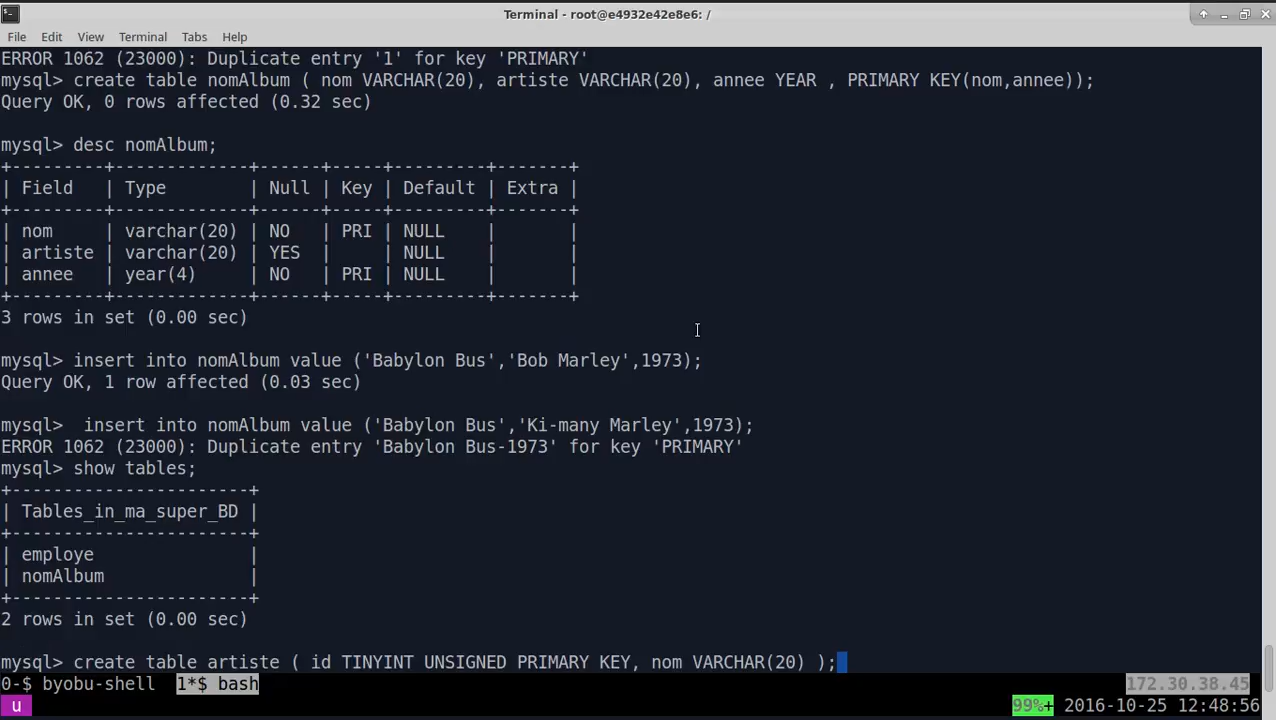 Terminal - root@e4932e42e8e6: /
File Edit View Terminal Tabs Help
ERROR 1062 (23000): Duplicate entry '1' for key 'PRIMARY'
mysql> create table nomAlbum ( nom VARCHAR(20), artiste VARCHAR(20), annee YEAR , PRIMARY KEY(nom,annee));
Query OK, 0 rows affected (0.32 sec)
mysql> desc nomAlbum;
+---------+-------------+------+-----+---------+-------+
| Field   | Type        | Null | Key | Default | Extra |
+---------+-------------+------+-----+---------+-------+
| nom     | varchar(20) | NO   | PRI | NULL    |       |
| artiste | varchar(20) | YES  |     | NULL    |       |
| annee   | year(4)     | NO   | PRI | NULL    |       |
+---------+-------------+------+-----+---------+-------+
3 rows in set (0.00 sec)
mysql> insert into nomAlbum value ('Babylon Bus','Bob Marley',1973);
Query OK, 1 row affected (0.03 sec)
mysql>  insert into nomAlbum value ('Babylon Bus','Ki-many Marley',1973);
ERROR 1062 (23000): Duplicate entry 'Babylon Bus-1973' for key 'PRIMARY'
mysql> show tables;
+-----------------------+
| Tables_in_ma_super_BD |
+-----------------------+
| employe               |
| nomAlbum              |
+-----------------------+
2 rows in set (0.00 sec)
mysql> create table artiste ( id TINYINT UNSIGNED PRIMARY KEY, nom VARCHAR(20) );
0-$ byobu-shell  1*$ bash 172.30.38.45
u 99%+ 2016-10-25 12:48:56